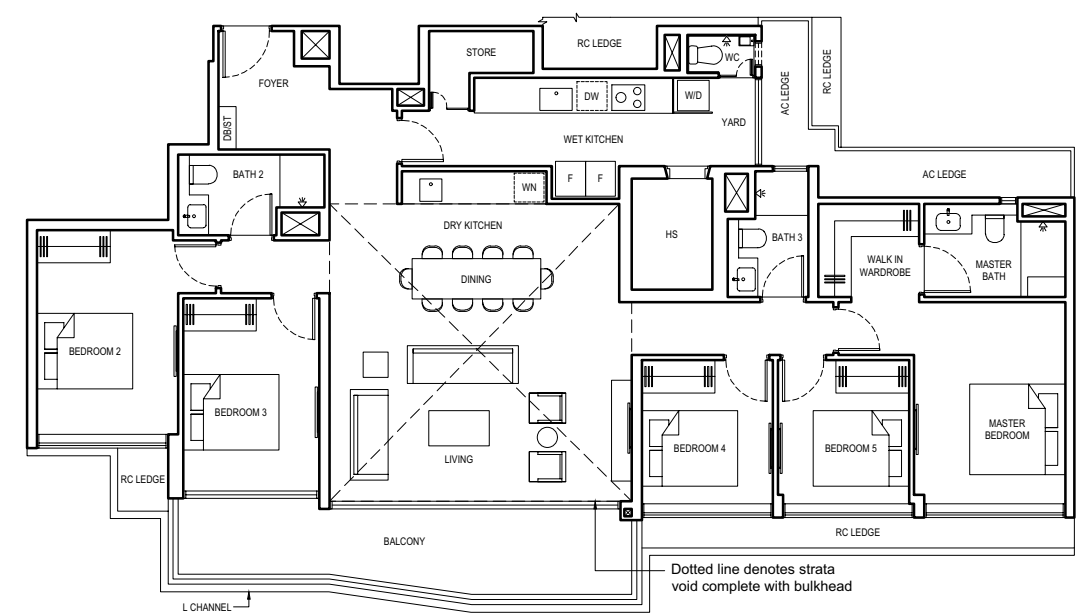 RC LEDGE
STORE
WC
FOYER
AC LEDGE
RC LEDGE
DW
W/D
DB/ST
YARD
WET KITCHEN
BATH 2
F
F
AC LEDGE
WN
DRY KITCHEN
HS
BATH 3
WALK IN
WARDROBE
MASTER
BATH
DINING
BEDROOM 2
BEDROOM 3
LIVING
BEDROOM 4
BEDROOM 5
MASTER
BEDROOM
RC LEDGE
BALCONY
RC LEDGE
Dotted line denotes strata
void complete with bulkhead
L CHANNEL